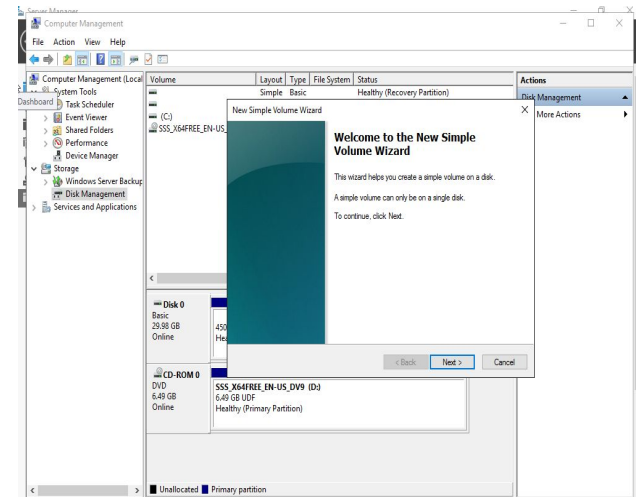 Server Manager
Computer Management
File Action View Help
Computer Management (Local
System Tools
Dashboard
Task Scheduler
Event Viewer
Shared Folders
Performance
Device Manager
Storage
Windows Server Backup
Disk Management
Services and Applications
Volume Layout Type File System Status
Simple Basic Healthy (Recovery Partition)
(C:)
SSS_X64FREE_EN-US_
Actions
Disk Management
More Actions
New Simple Volume Wizard
Welcome to the New Simple
Volume Wizard
This wizard helps you create a simple volume on a disk.
A simple volume can only be on a single disk.
To continue, click Next.
< Back Next > Cancel
Disk 0
Basic
29.98 GB
Online
450
Hea
CD-ROM 0
DVD
6.49 GB
Online
SSS_X64FREE_EN-US_DV9 (D:)
6.49 GB UDF
Healthy (Primary Partition)
Unallocated Primary partition